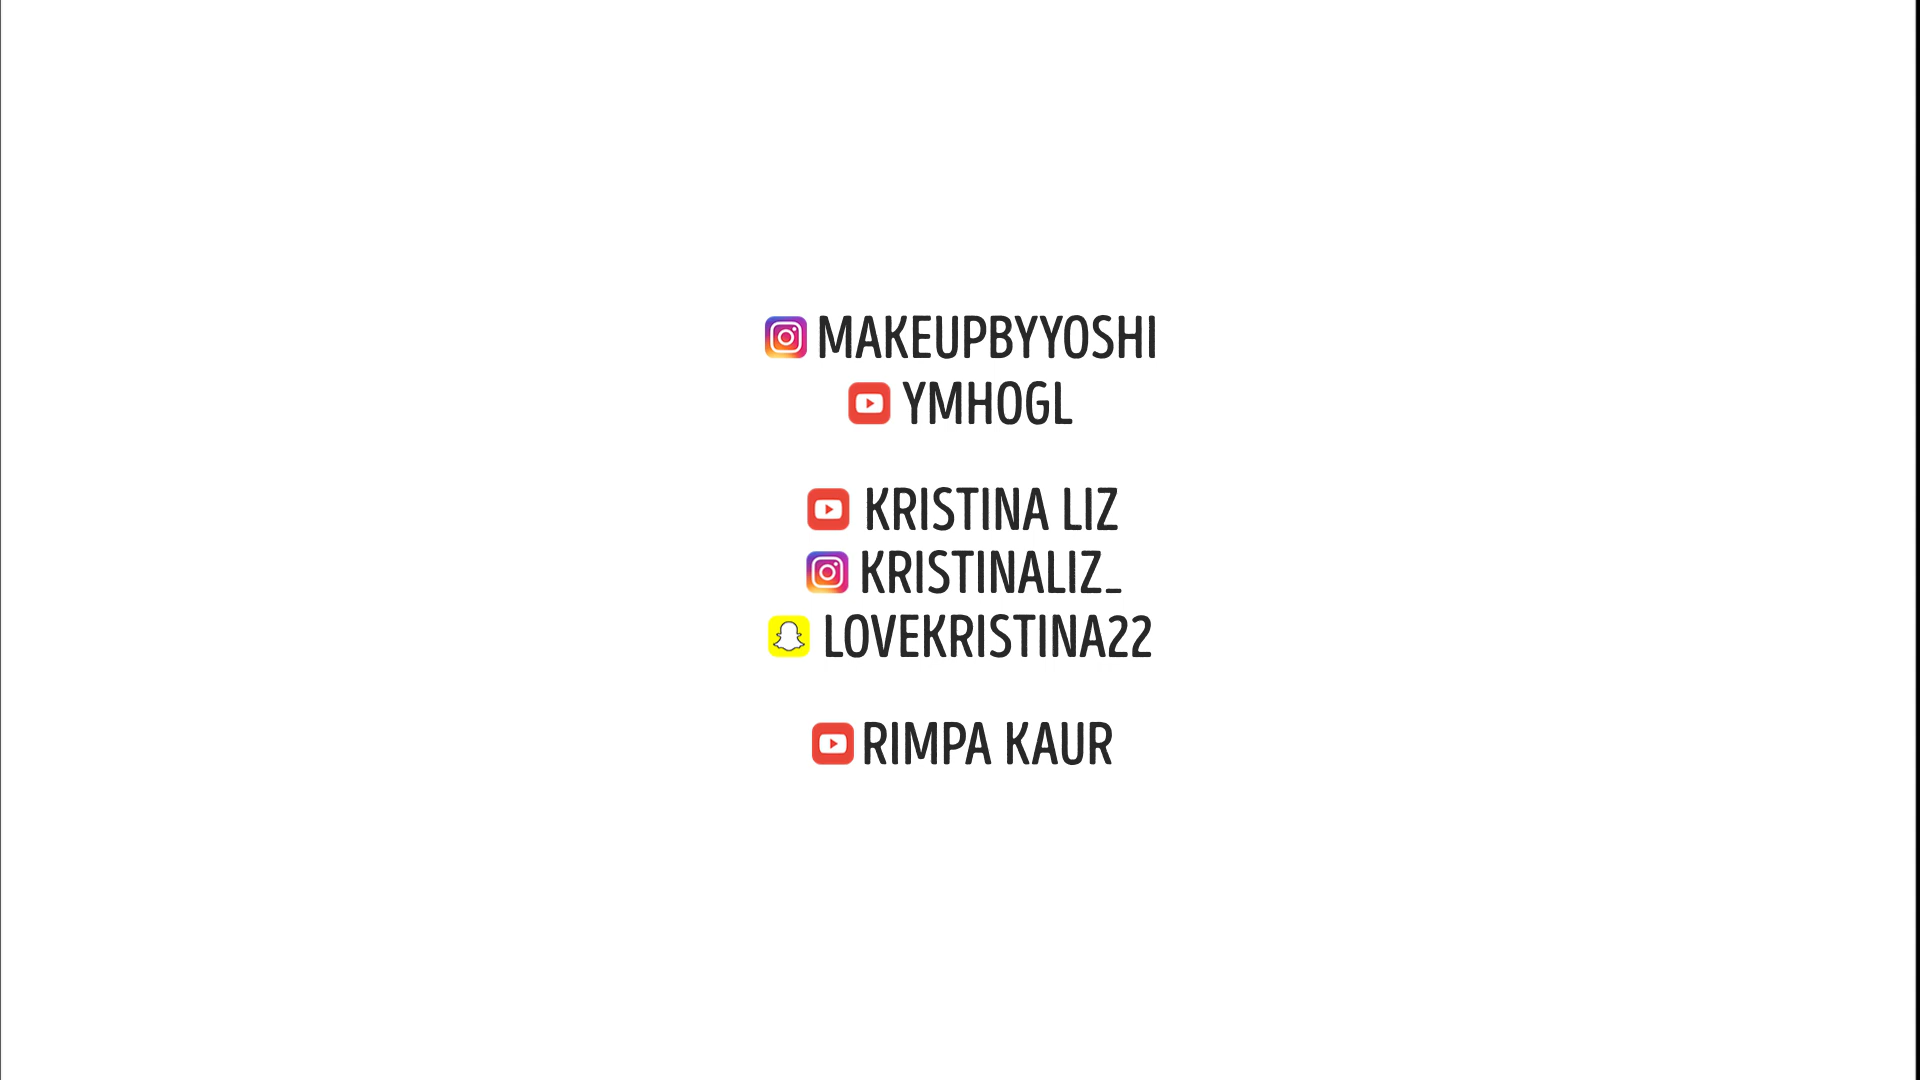 MAKEUPBYYOSHI
YMHOGL
KRISTINA LIZ
KRISTINALIZ_
LOVEKRISTINA22
RIMPA KAUR